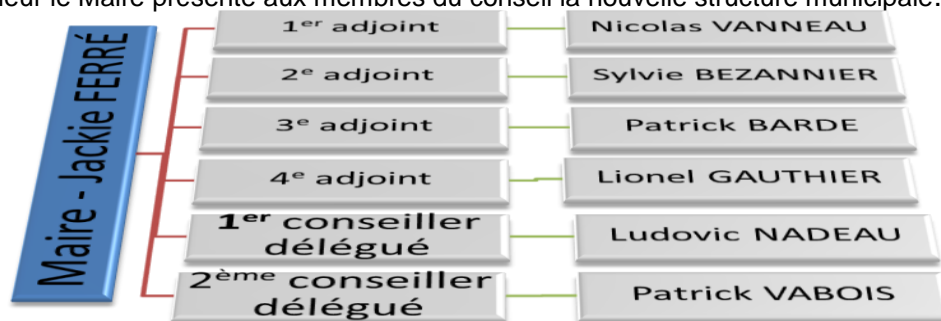 eur le Maire présente aux membres du conseil la nouvelle structure municipale.
Maire - Jackie FERRÉ
1er adjoint
Nicolas VANNEAU
2e adjoint
Sylvie BEZANNIER
3e adjoint
Patrick BARDE
4e adjoint
Lionel GAUTHIER
1er conseiller
délégué
Ludovic NADEAU
2ème conseiller
délégué
Patrick VABOIS